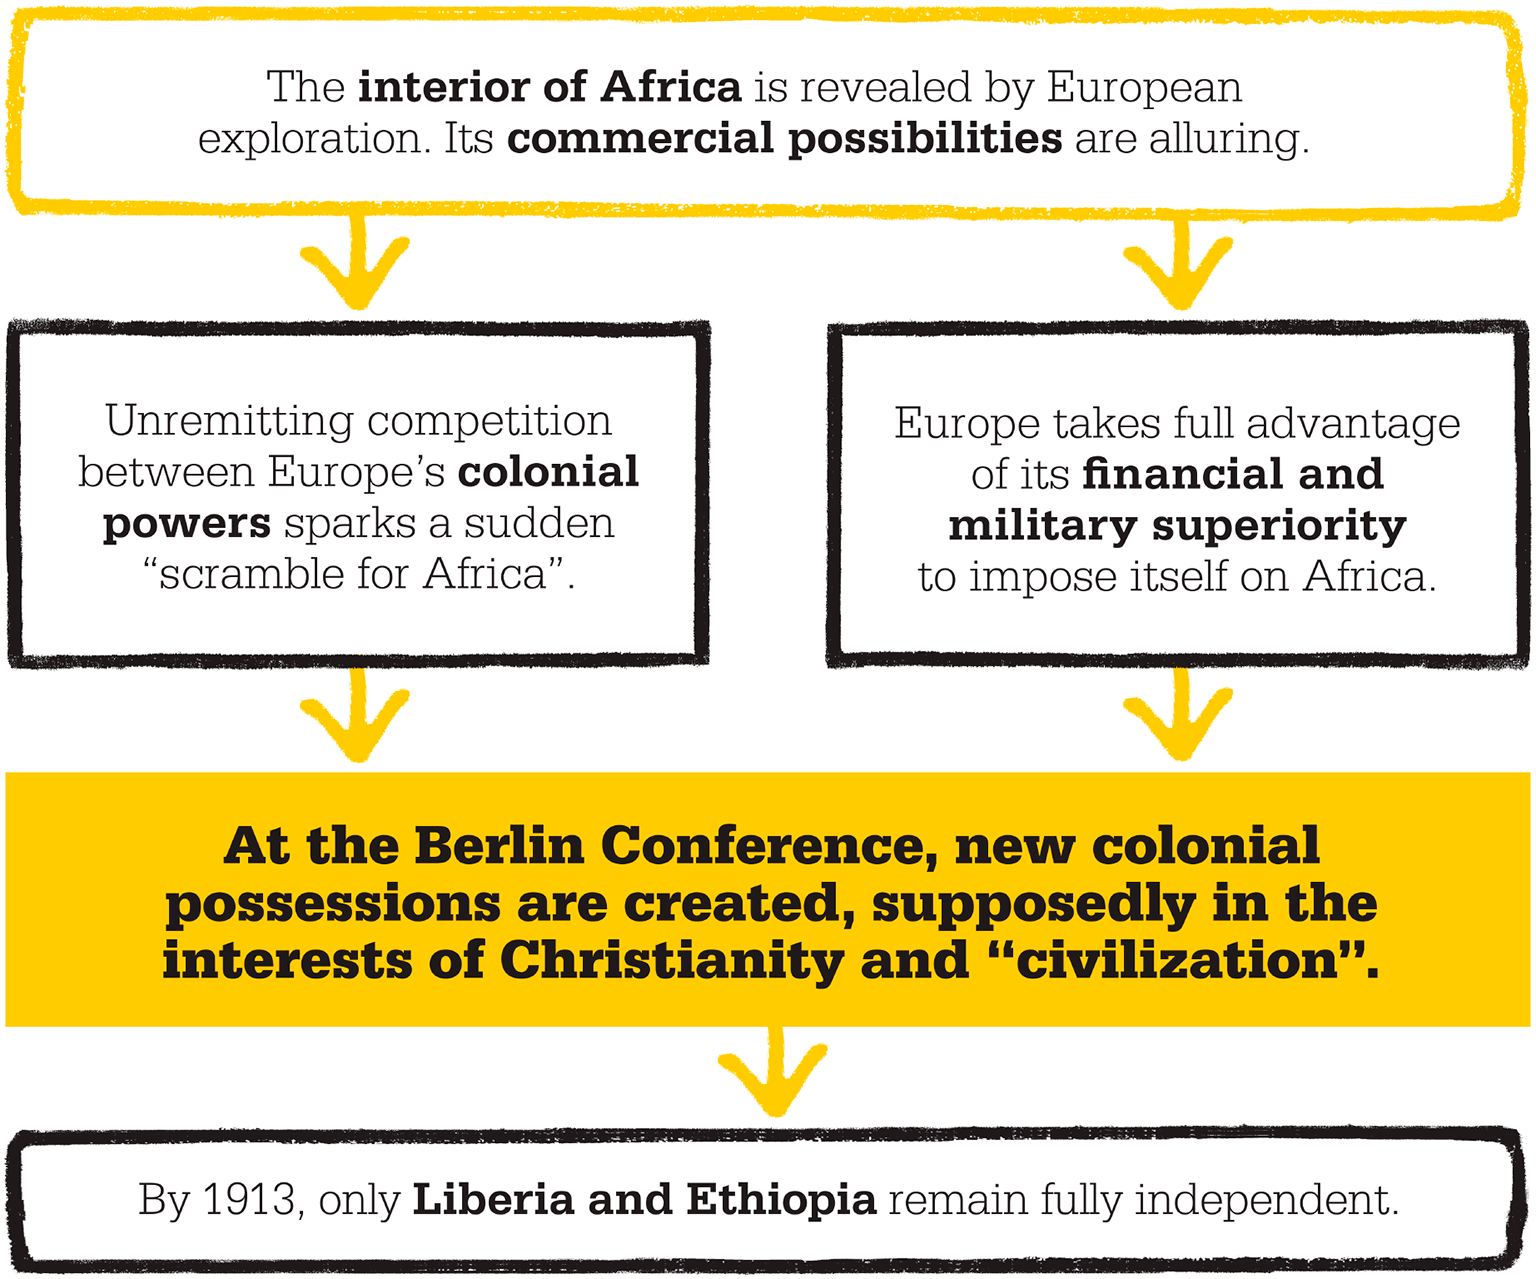 The interior of Africa is revealed by European
exploration. Its commercial possibilities are alluring.
Unremitting competition
between Europe’s colonial
powers sparks a sudden
“scramble for Africa”.
Europe takes full advantage
of its financial and
military superiority
to impose itself on Africa.
At the Berlin Conference, new colonial
possessions are created, supposedly in the
interests of Christianity and “civilization”.
By 1913, only Liberia and Ethiopia remain fully independent.